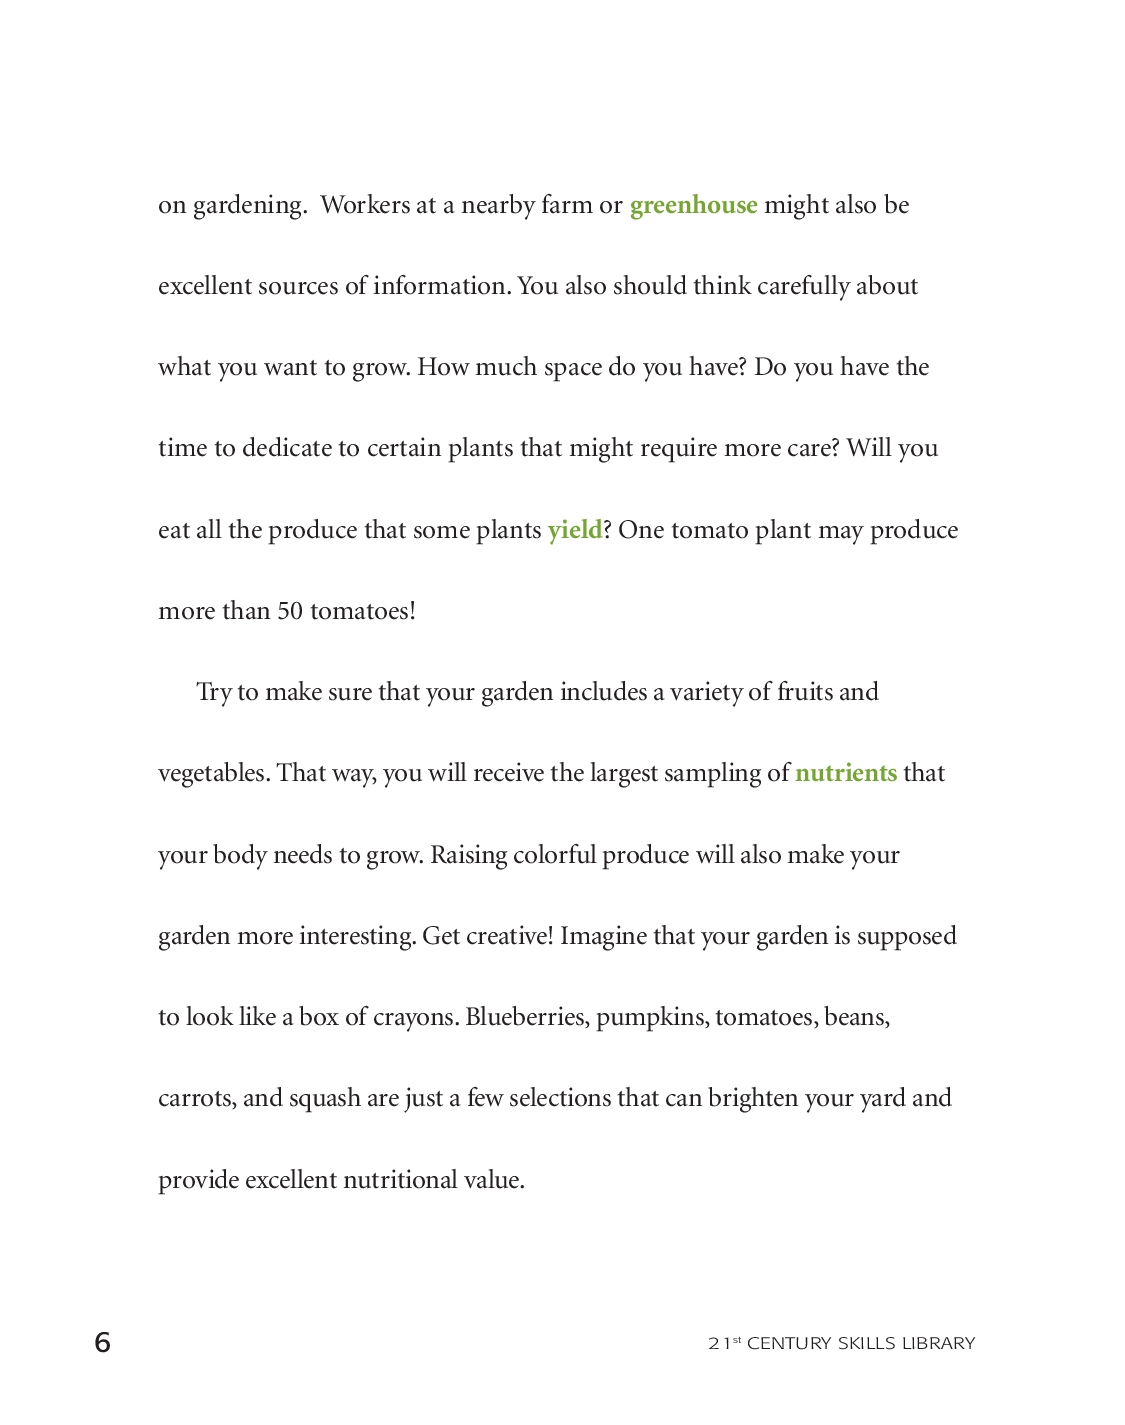 on gardening.  Workers at a nearby farm or greenhouse might also be
excellent sources of information. You also should think carefully about
what you want to grow. How much space do you have? Do you have the
time to dedicate to certain plants that might require more care? Will you
eat all the produce that some plants yield? One tomato plant may produce
more than 50 tomatoes!
Try to make sure that your garden includes a variety of fruits and
vegetables. That way, you will receive the largest sampling of nutrients that
your body needs to grow. Raising colorful produce will also make your
garden more interesting. Get creative! Imagine that your garden is supposed
to look like a box of crayons. Blueberries, pumpkins, tomatoes, beans,
carrots, and squash are just a few selections that can brighten your yard and
provide excellent nutritional value.
6 21st CENTURY SKILLS LIBRARY